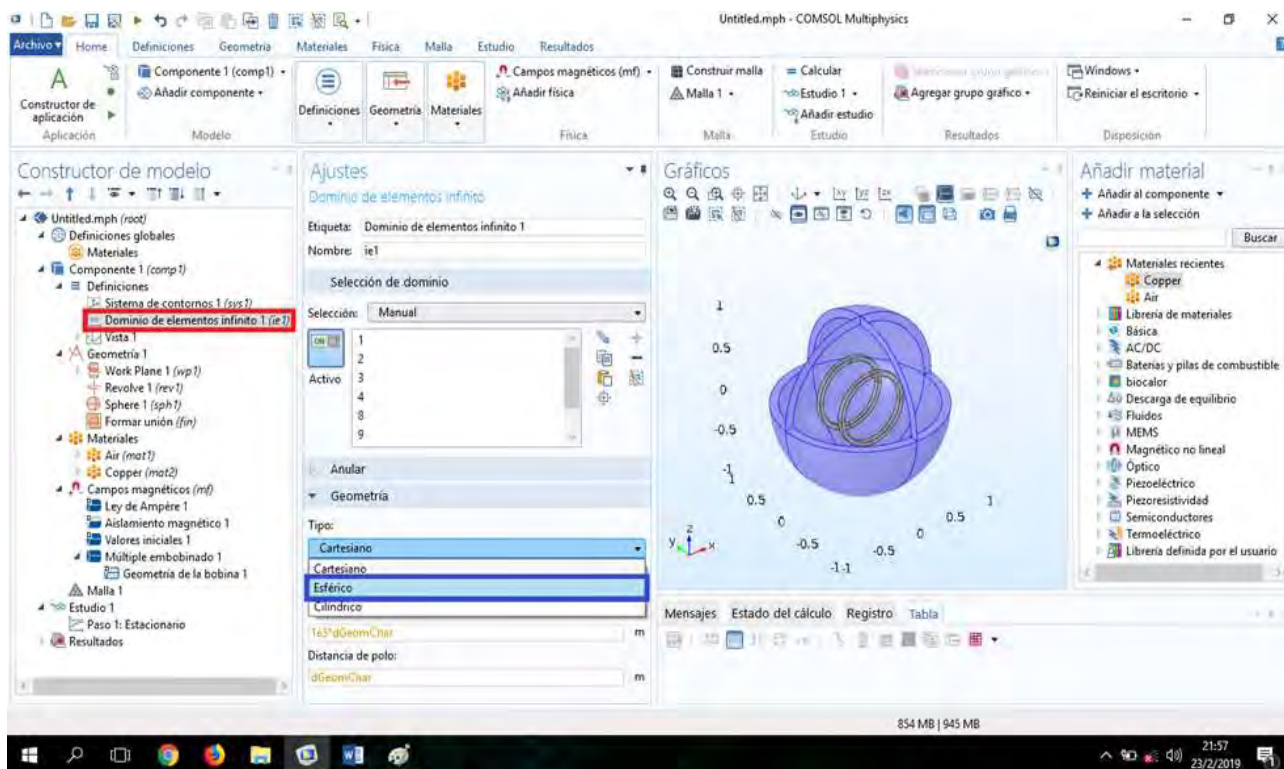 Untitled.mph - COMSOL Multiphysics
Archivo Home Definiciones Geometría Materiales Física Malla Estudio Resultados
Constructor de aplicación
Aplicación
Componente 1 (comp1)
Añadir componente
Modelo
Definiciones
Geometría
Materiales
Campos magnéticos (mf)
Añadir física
Física
Construir malla
Malla 1
Malla
Calcular
Estudio 1
Añadir estudio
Estudio
Agregar grupo gráfico
Resultados
Windows
Reiniciar el escritorio
Disposición
Constructor de modelo
Untitled.mph (root)
Definiciones globales
Materiales
Componente 1 (comp1)
Definiciones
Sistema de contornos 1 (sys1)
Dominio de elementos infinito 1 (ie1)
Vista 1
Geometría 1
Work Plane 1 (wp1)
Revolve 1 (rev1)
Sphere 1 (sph1)
Formar unión (fin)
Materiales
Air (mat1)
Copper (mat2)
Campos magnéticos (mf)
Ley de Ampère 1
Aislamiento magnético 1
Valores iniciales 1
Múltiple embobinado 1
Geometría de la bobina 1
Malla 1
Estudio 1
Paso 1: Estacionario
Resultados
Ajustes
Dominio de elementos infinito
Etiqueta: Dominio de elementos infinito 1
Nombre: ie1
Selección de dominio
Selección: Manual
Activo
1
2
3
4
8
9
Anular
Geometría
Tipo:
Cartesiano
Cartesiano
Esférico
Cilíndrico
dGeomChar m
Distancia de polo:
dGeomChar m
Gráficos
1
0.5
0
-0.5
-1
1
0.5
0
-0.5
-1
-1
-0.5
0
0.5
1
z
y x
Mensajes Estado del cálculo Registro Tabla
Añadir material
Añadir al componente
Añadir a la selección
Buscar
Materiales recientes
Copper
Air
Librería de materiales
Básica
AC/DC
Baterías y pilas de combustible
biocalor
Descarga de equilibrio
Fluidos
MEMS
Magnético no lineal
Óptico
Piezoeléctrico
Piezoresistividad
Semiconductores
Termoeléctrico
Librería definida por el usuario
854 MB | 945 MB
21:57
23/2/2019